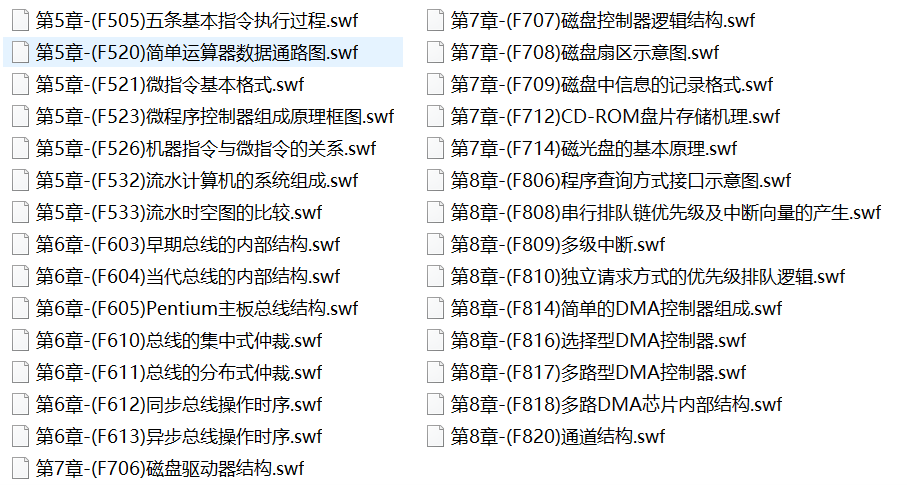 第5章-(F505)五条基本指令执行过程.swf
第5章-(F520)简单运算器数据通路图.swf
第5章-(F521)微指令基本格式.swf
第5章-(F523)微程序控制器组成原理框图.swf
第5章-(F526)机器指令与微指令的关系.swf
第5章-(F532)流水计算机的系统组成.swf
第5章-(F533)流水时空图的比较.swf
第6章-(F603)早期总线的内部结构.swf
第6章-(F604)当代总线的内部结构.swf
第6章-(F605)Pentium主板总线结构.swf
第6章-(F610)总线的集中式仲裁.swf
第6章-(F611)总线的分布式仲裁.swf
第6章-(F612)同步总线操作时序.swf
第6章-(F613)异步总线操作时序.swf
第7章-(F706)磁盘驱动器结构.swf
第7章-(F707)磁盘控制器逻辑结构.swf
第7章-(F708)磁盘扇区示意图.swf
第7章-(F709)磁盘中信息的记录格式.swf
第7章-(F712)CD-ROM盘片存储机理.swf
第7章-(F714)磁光盘的基本原理.swf
第8章-(F806)程序查询方式接口示意图.swf
第8章-(F808)串行排队链优先级及中断向量的产生.swf
第8章-(F809)多级中断.swf
第8章-(F810)独立请求方式的优先级排队逻辑.swf
第8章-(F814)简单的DMA控制器组成.swf
第8章-(F816)选择型DMA控制器.swf
第8章-(F817)多路型DMA控制器.swf
第8章-(F818)多路DMA芯片内部结构.swf
第8章-(F820)通道结构.swf